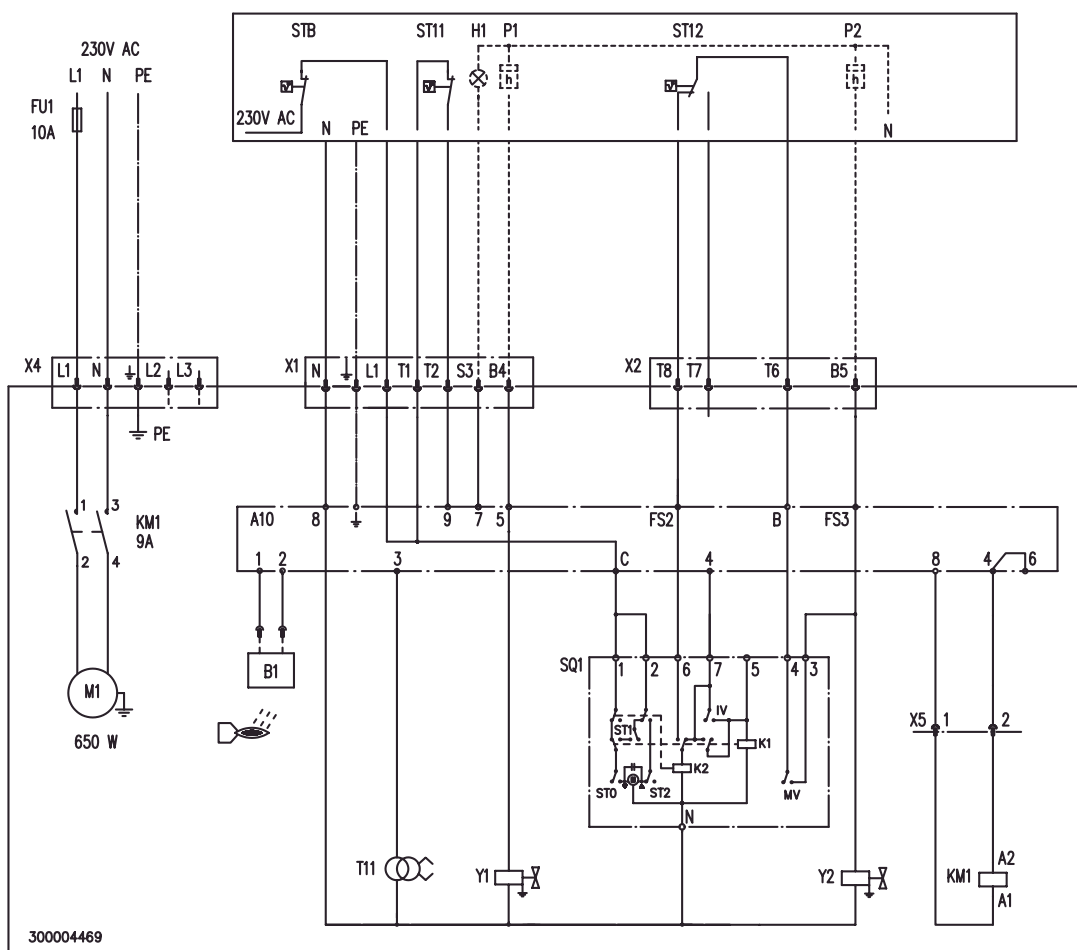 STB ST11 H1 P1 ST12 P2
230V AC
L1 N PE
FU1
10A
230V AC
N PE
N
X4 L1 N L2 L3
X1 N L1 T1 T2 S3 B4
X2 T8 T7 T6 B5
PE
1 3
KM1
9A
2 4
A10 8 9 7 5 FS2 B FS3
1 2 3 C 4 8 4 6
SQ1 1 2 6 7 5 4 3
B1
M1
650 W
IV
ST1
K1
K2
ST0 ST2 MV
N
X5 1 2
T11 Y1 Y2 KM1 A2
A1
300004469
h
h
M